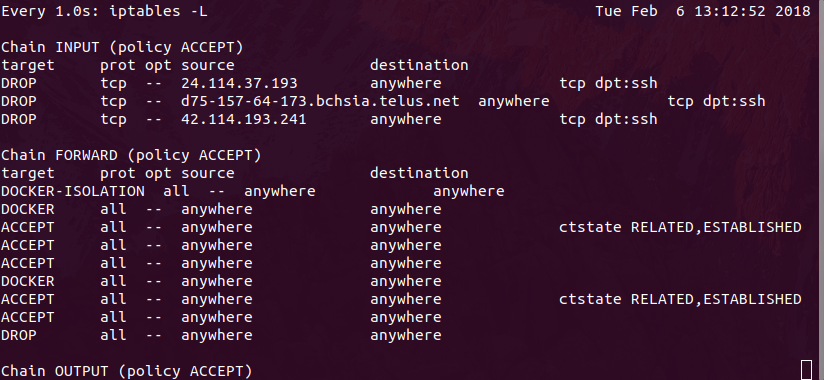 Every 1.0s: iptables -L Tue Feb 6 13:12:52 2018
Chain INPUT (policy ACCEPT)
target prot opt source destination
DROP tcp -- 24.114.37.193 anywhere tcp dpt:ssh
DROP tcp -- d75-157-64-173.bchsia.telus.net anywhere tcp dpt:ssh
DROP tcp -- 42.114.193.241 anywhere tcp dpt:ssh
Chain FORWARD (policy ACCEPT)
target prot opt source destination
DOCKER-ISOLATION all -- anywhere anywhere
DOCKER all -- anywhere anywhere
ACCEPT all -- anywhere anywhere ctstate RELATED,ESTABLISHED
ACCEPT all -- anywhere anywhere
ACCEPT all -- anywhere anywhere
DOCKER all -- anywhere anywhere
ACCEPT all -- anywhere anywhere ctstate RELATED,ESTABLISHED
ACCEPT all -- anywhere anywhere
DROP all -- anywhere anywhere
Chain OUTPUT (policy ACCEPT)